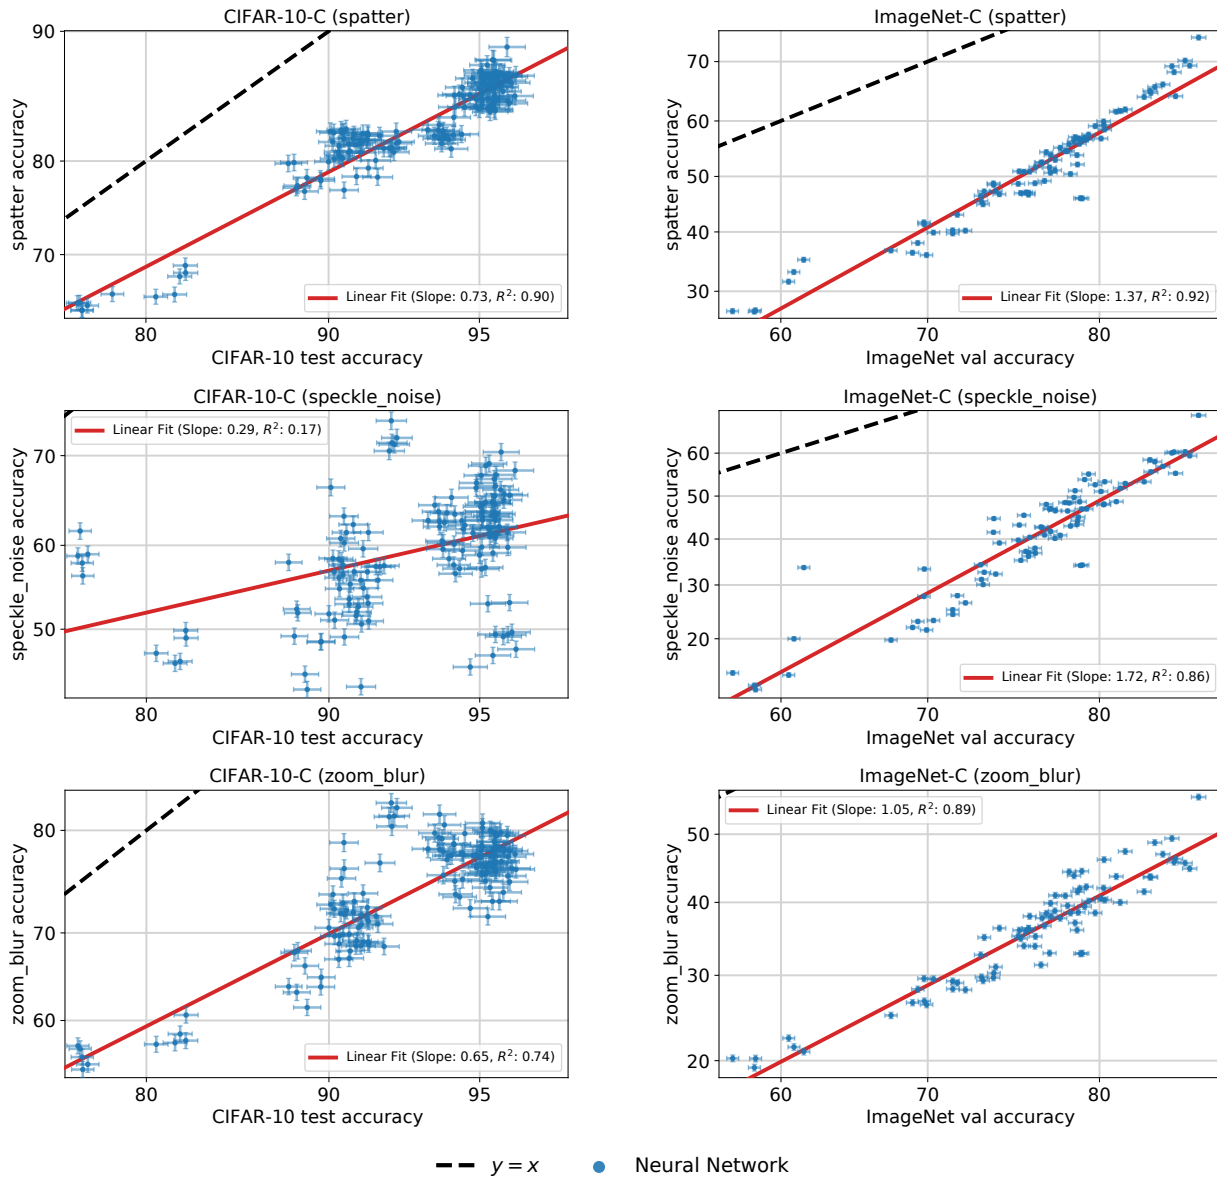 CIFAR-10-C (spatter)
90
80
70
spatter accuracy
Linear Fit (Slope: 0.73, R²: 0.90)
80 90 95
CIFAR-10 test accuracy
ImageNet-C (spatter)
70
60
50
40
30
spatter accuracy
Linear Fit (Slope: 1.37, R²: 0.92)
60 70 80
ImageNet val accuracy
CIFAR-10-C (speckle_noise)
Linear Fit (Slope: 0.29, R²: 0.17)
70
60
50
speckle_noise accuracy
80 90 95
CIFAR-10 test accuracy
ImageNet-C (speckle_noise)
60
50
40
30
20
speckle_noise accuracy
Linear Fit (Slope: 1.72, R²: 0.86)
60 70 80
ImageNet val accuracy
CIFAR-10-C (zoom_blur)
80
70
60
zoom_blur accuracy
Linear Fit (Slope: 0.65, R²: 0.74)
80 90 95
CIFAR-10 test accuracy
ImageNet-C (zoom_blur)
Linear Fit (Slope: 1.05, R²: 0.89)
50
40
30
20
zoom_blur accuracy
60 70 80
ImageNet val accuracy
y = x Neural Network